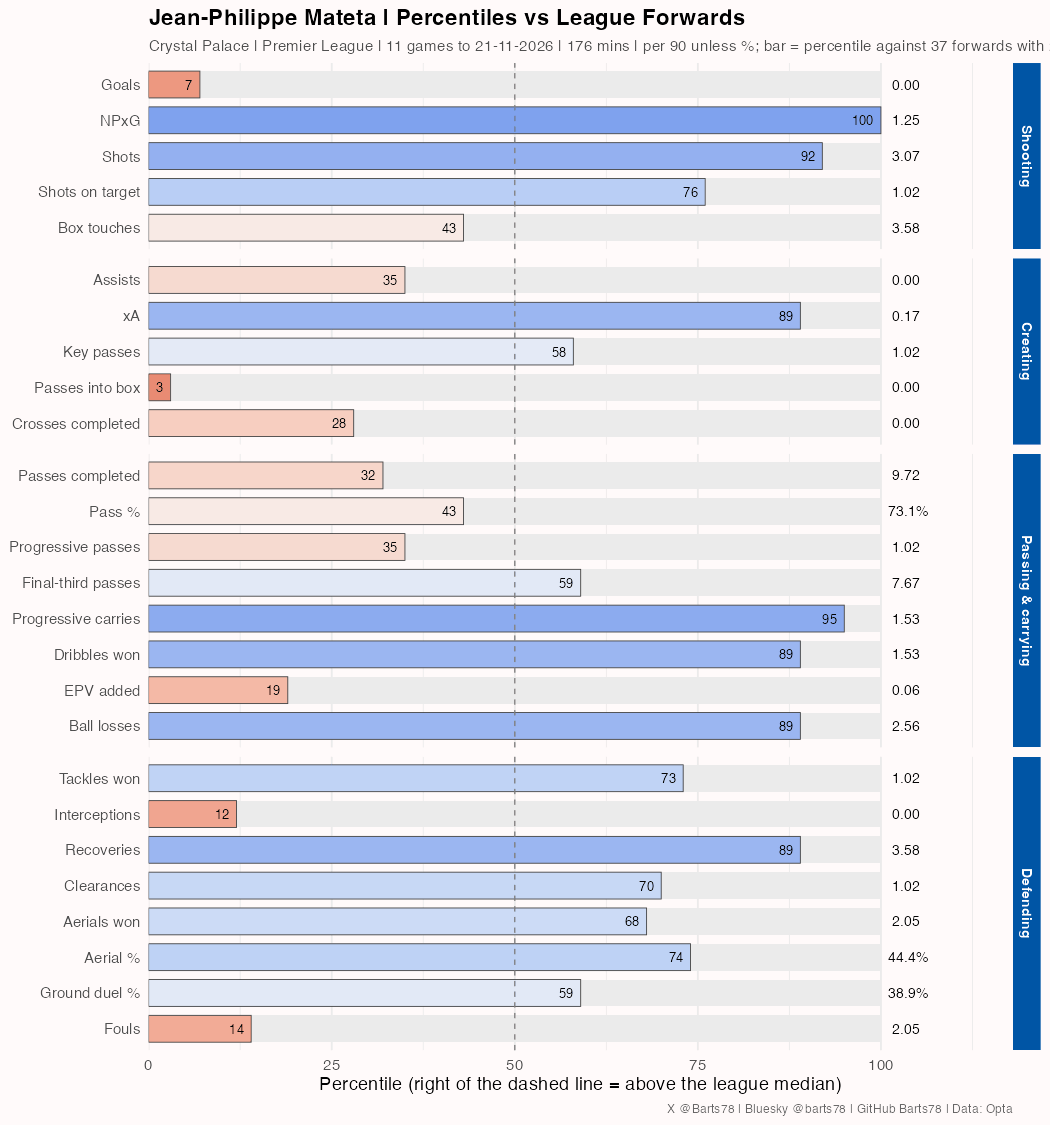 Jean-Philippe Mateta | Percentiles vs League Forwards
Crystal Palace | Premier League | 11 games to 21-11-2026 | 176 mins | per 90 unless %; bar = percentile against 37 forwards with
Goals 7 0.00
NPxG 100 1.25
Shots 92 3.07
Shots on target 76 1.02
Box touches 43 3.58
Shooting
Assists 35 0.00
xA 89 0.17
Key passes 58 1.02
Passes into box 3 0.00
Crosses completed 28 0.00
Creating
Passes completed 32 9.72
Pass % 43 73.1%
Progressive passes 35 1.02
Final-third passes 59 7.67
Progressive carries 95 1.53
Dribbles won 89 1.53
EPV added 19 0.06
Ball losses 89 2.56
Passing & carrying
Tackles won 73 1.02
Interceptions 12 0.00
Recoveries 89 3.58
Clearances 70 1.02
Aerials won 68 2.05
Aerial % 74 44.4%
Ground duel % 59 38.9%
Fouls 14 2.05
Defending
0 25 50 75 100
Percentile (right of the dashed line = above the league median)
X @Barts78 | Bluesky @barts78 | GitHub Barts78 | Data: Opta